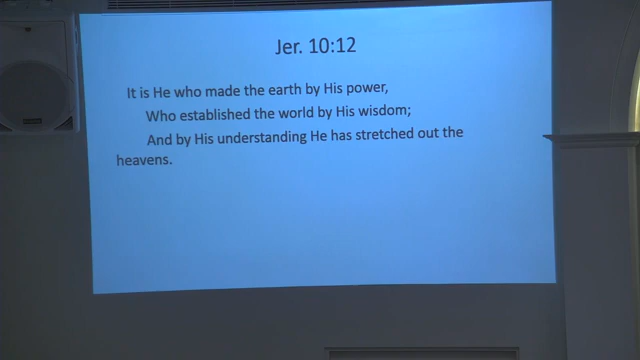 Jer. 10:12
It is He who made the earth by His power,
Who established the world by His wisdom;
And by His understanding He has stretched out the
heavens.